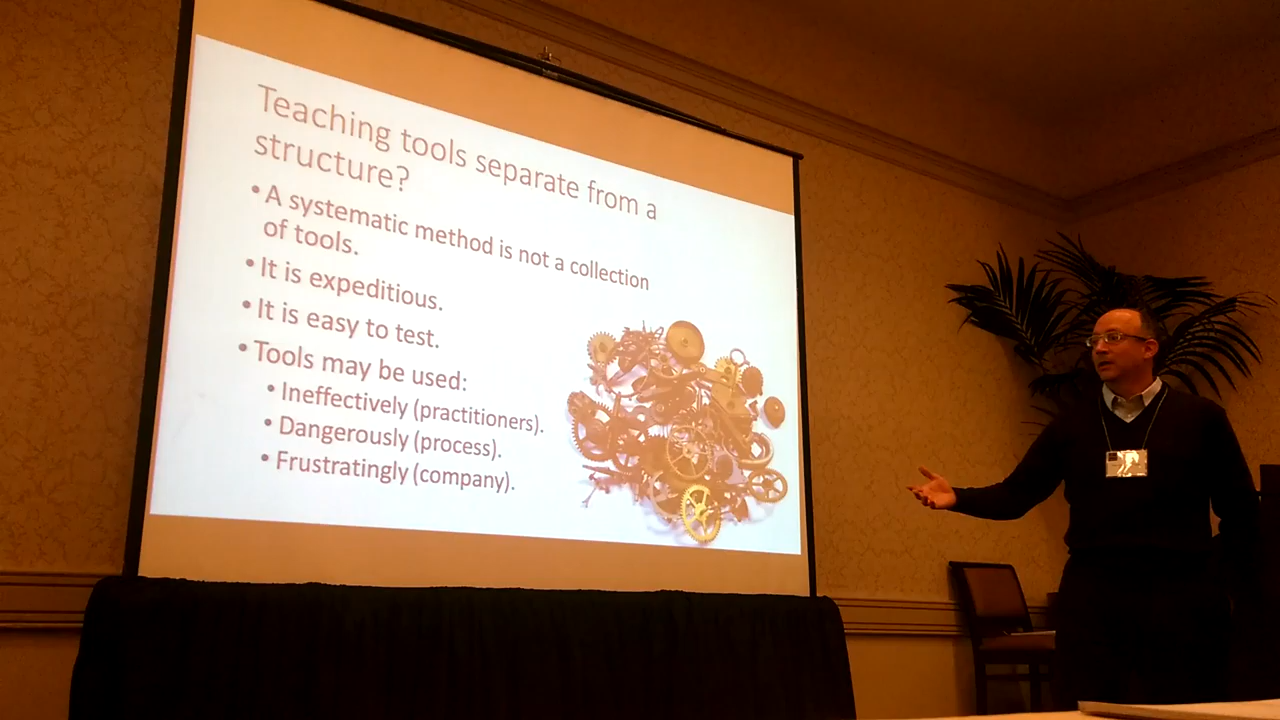 Teaching tools separate from a
structure?
• A systematic method is not a collection
of tools.
• It is expeditious.
• It is easy to test.
• Tools may be used:
• Ineffectively (practitioners).
• Dangerously (process).
• Frustratingly (company).